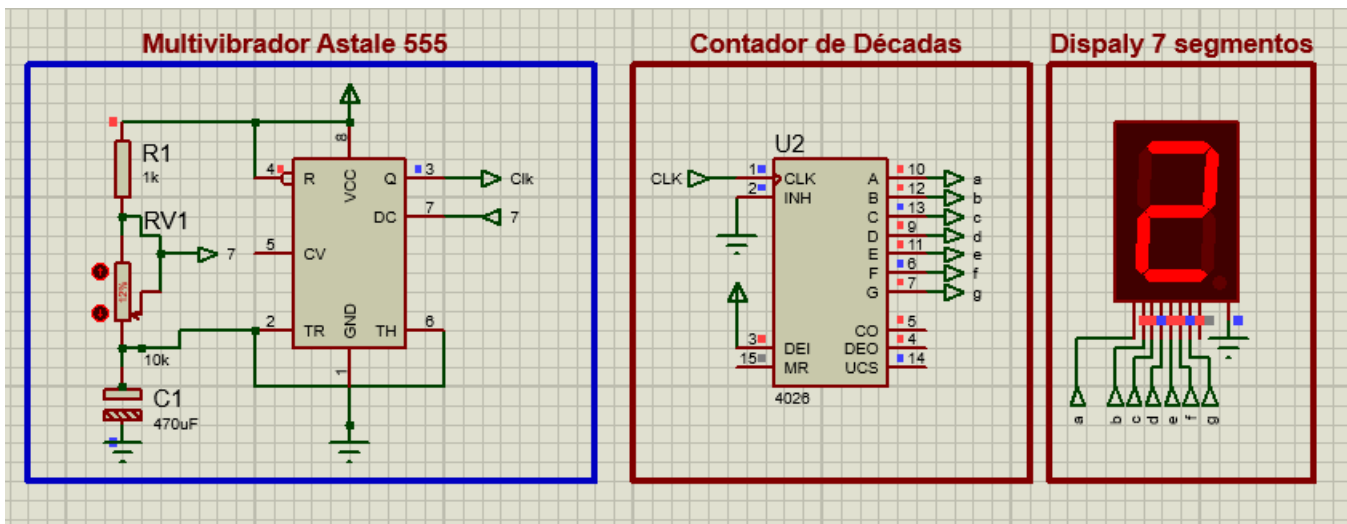 Multivibrador Astale 555
R1
1k
RV1
7
12%
10k
C1
470uF
4
R
8
VCC
Q
3
Clk
DC
7
7
5
CV
2
TR
GND
1
TH
6
Contador de Décadas
U2
CLK
1
CLK
2
INH
3
DEI
15
MR
A
10
a
B
12
b
C
13
c
D
9
d
E
11
e
F
6
f
G
7
g
CO
5
DEO
4
UCS
14
4026
Dispaly 7 segmentos
2
a
b
c
d
e
f
g